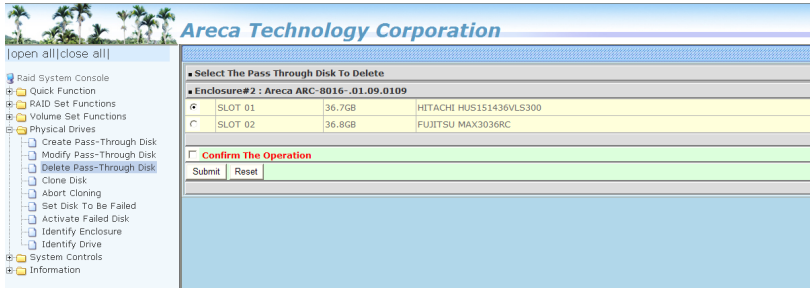 Areca Technology Corporation
|open all|close all|
Raid System Console
Quick Function
RAID Set Functions
Volume Set Functions
Physical Drives
Create Pass-Through Disk
Modify Pass-Through Disk
Delete Pass-Through Disk
Clone Disk
Abort Cloning
Set Disk To Be Failed
Activate Failed Disk
Identify Enclosure
Identify Drive
System Controls
Information
Select The Pass Through Disk To Delete
Enclosure#2 : Areca ARC-8016-.01.09.0109
SLOT 01 36.7GB HITACHI HUS151436VLS300
SLOT 02 36.8GB FUJITSU MAX3036RC
Confirm The Operation
Submit Reset